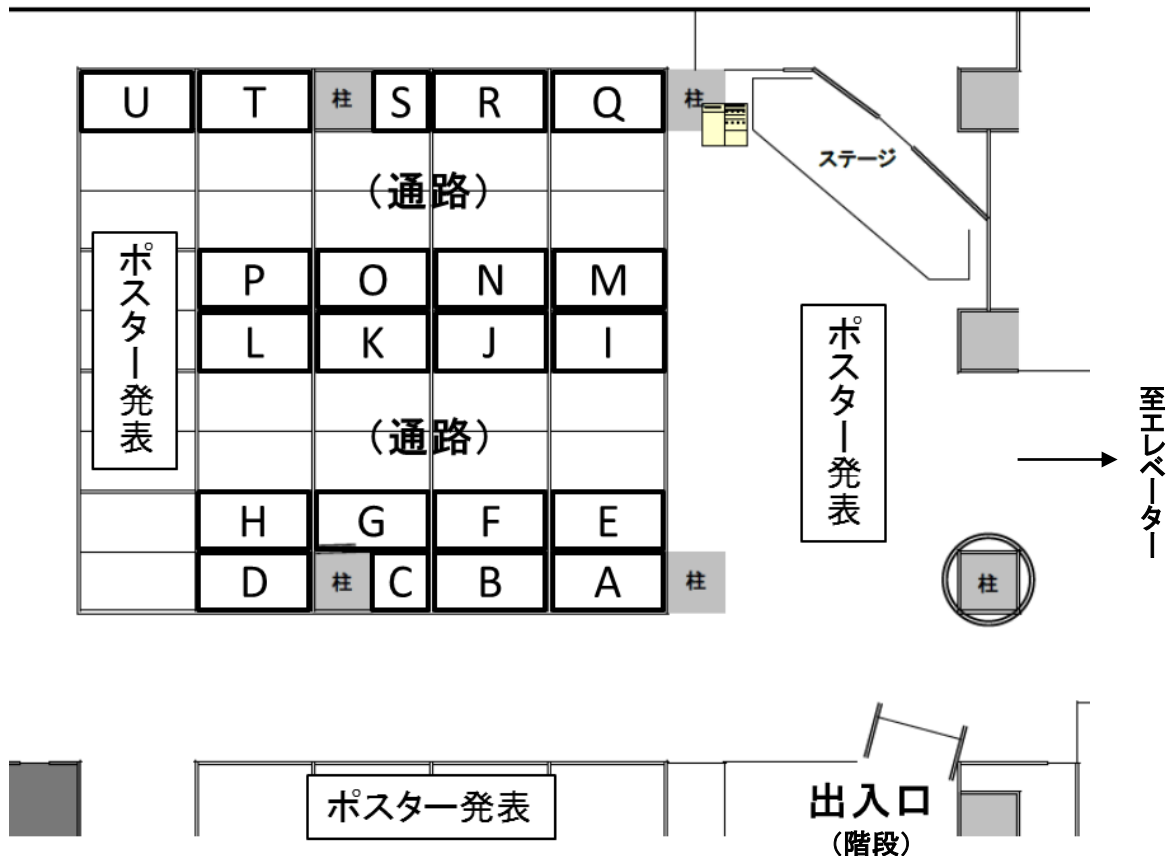 U T 柱 S R Q 柱
ステージ
（通路）
ポスター発表
P O N M
L K J I
ポスター発表
（通路）
至エレベーター
H G F E
D 柱 C B A 柱
柱
ポスター発表
出入口
（階段）